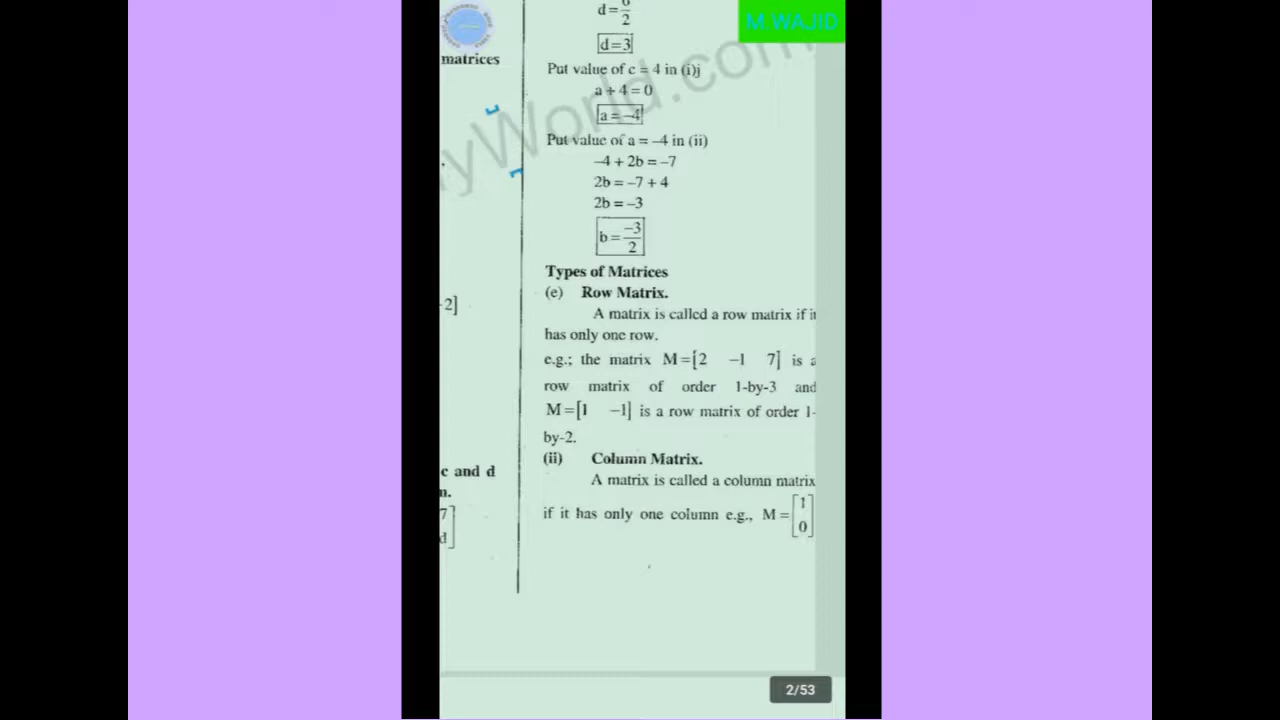 M.WAJID
matrices
-2]
c and d
n.
7]
d]
d = 6/2
d=3
Put value of c = 4 in (i)j
a + 4 = 0
a = –4
Put value of a = –4 in (ii)
–4 + 2b = –7
2b = –7 + 4
2b = –3
b = –3/2
Types of Matrices
(e) Row Matrix.
A matrix is called a row matrix if i
has only one row.
e.g.; the matrix M = [2 –1 7] is a
row matrix of order 1-by-3 and
M = [1 –1] is a row matrix of order 1-
by-2.
(ii) Column Matrix.
A matrix is called a column matrix
if it has only one column e.g., M = [1
0]
yWorld.com
2/53